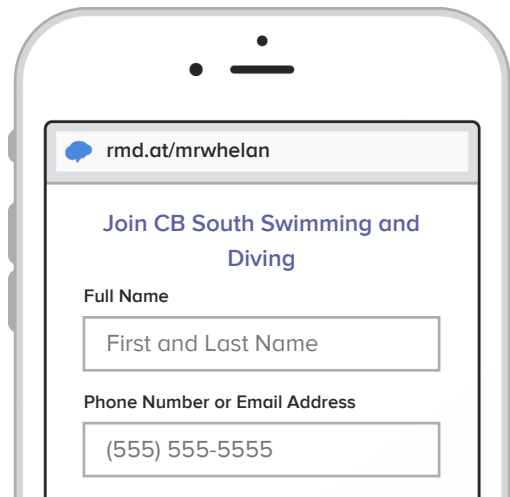 rmd.at/mrwhelan
Join CB South Swimming and
Diving
Full Name
First and Last Name
Phone Number or Email Address
(555) 555-5555